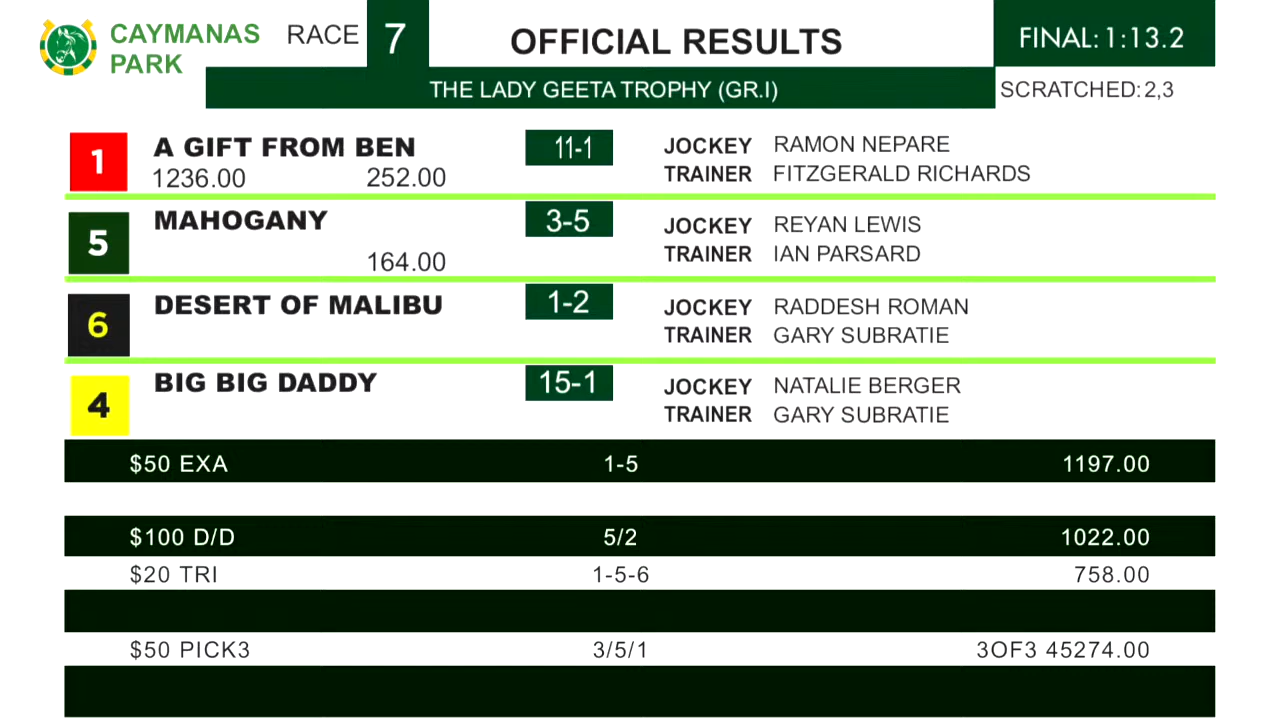 CAYMANAS PARK
RACE 7
OFFICIAL RESULTS
FINAL: 1:13.2
THE LADY GEETA TROPHY (GR.I)
SCRATCHED: 2,3
1 A GIFT FROM BEN 11-1 JOCKEY RAMON NEPARE
1236.00 252.00 TRAINER FITZGERALD RICHARDS
5 MAHOGANY 3-5 JOCKEY REYAN LEWIS
164.00 TRAINER IAN PARSARD
6 DESERT OF MALIBU 1-2 JOCKEY RADDESH ROMAN
TRAINER GARY SUBRATIE
4 BIG BIG DADDY 15-1 JOCKEY NATALIE BERGER
TRAINER GARY SUBRATIE
$50 EXA 1-5 1197.00
$100 D/D 5/2 1022.00
$20 TRI 1-5-6 758.00
$50 PICK3 3/5/1 3OF3 45274.00